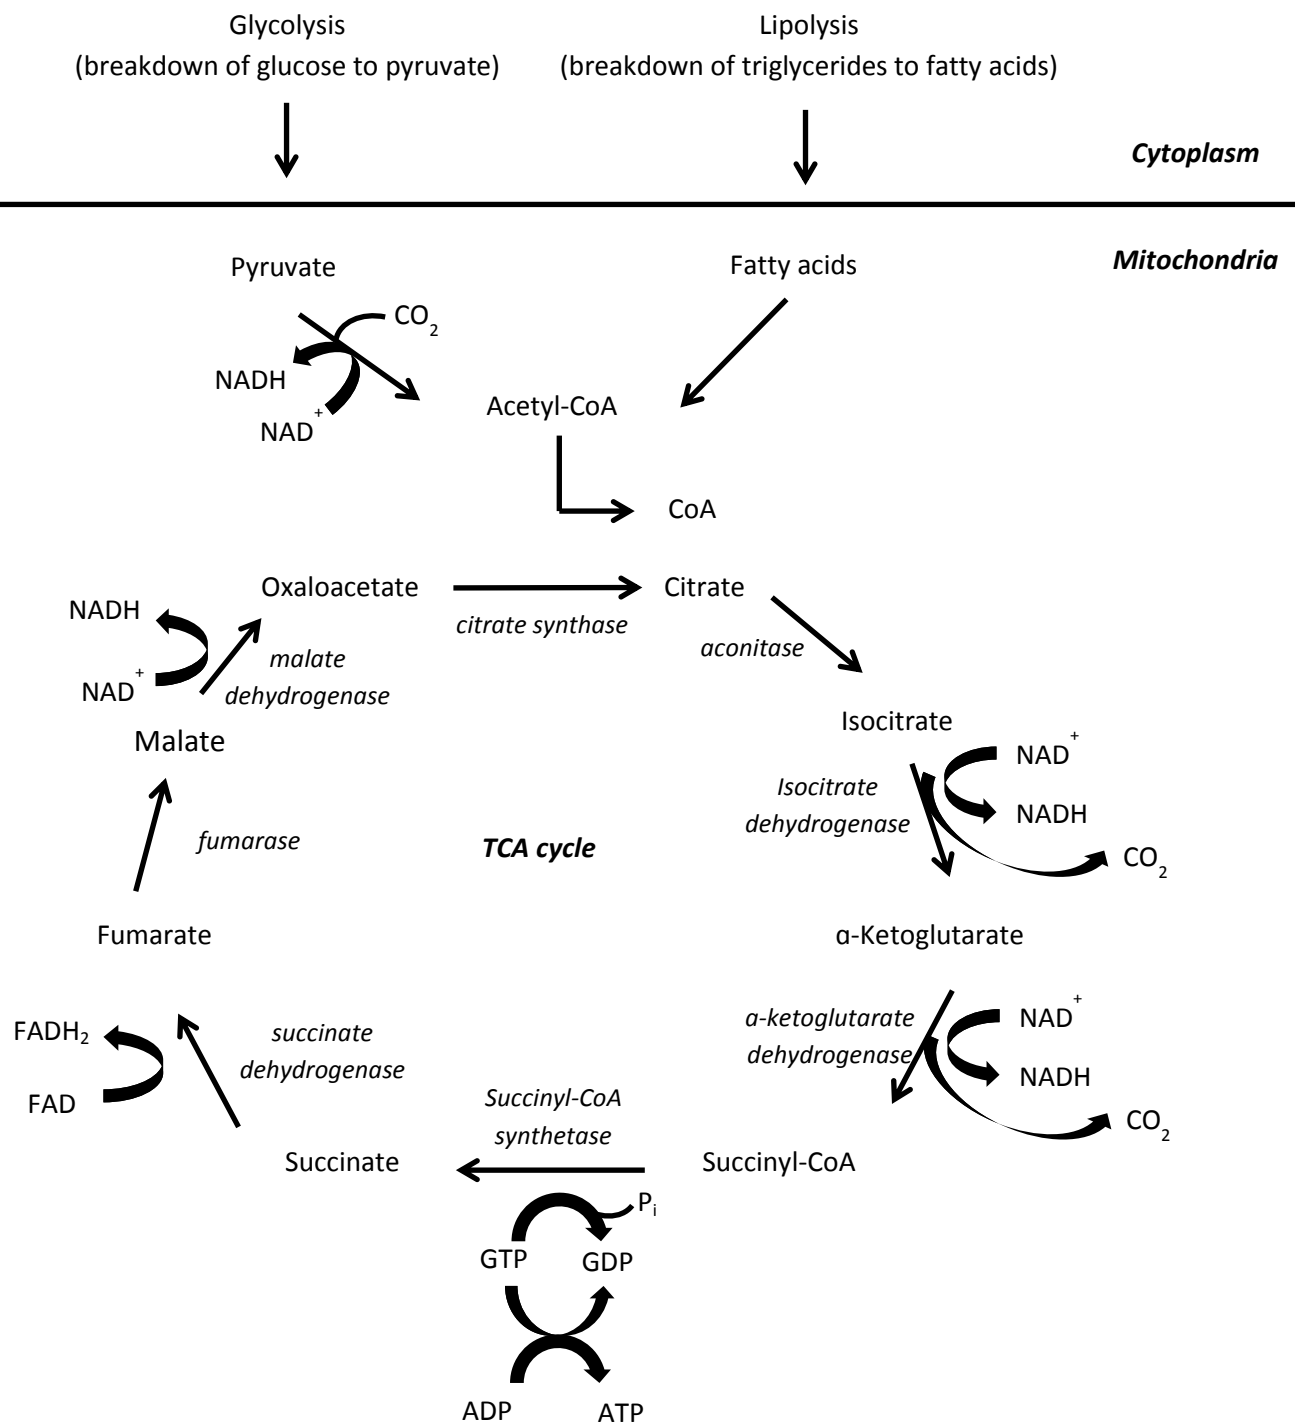 Glycolysis
(breakdown of glucose to pyruvate)
Lipolysis
(breakdown of triglycerides to fatty acids)
Cytoplasm
Mitochondria
Pyruvate
Fatty acids
CO2
NADH
NAD+
Acetyl-CoA
CoA
Oxaloacetate
Citrate
citrate synthase
aconitase
NADH
NAD+
malate
dehydrogenase
Malate
Isocitrate
NAD+
NADH
CO2
Isocitrate
dehydrogenase
fumarase
TCA cycle
Fumarate
α-Ketoglutarate
α-ketoglutarate
dehydrogenase
NAD+
NADH
CO2
FADH2
FAD
succinate
dehydrogenase
Succinyl-CoA
synthetase
Succinate
Succinyl-CoA
Pi
GTP
GDP
ADP
ATP